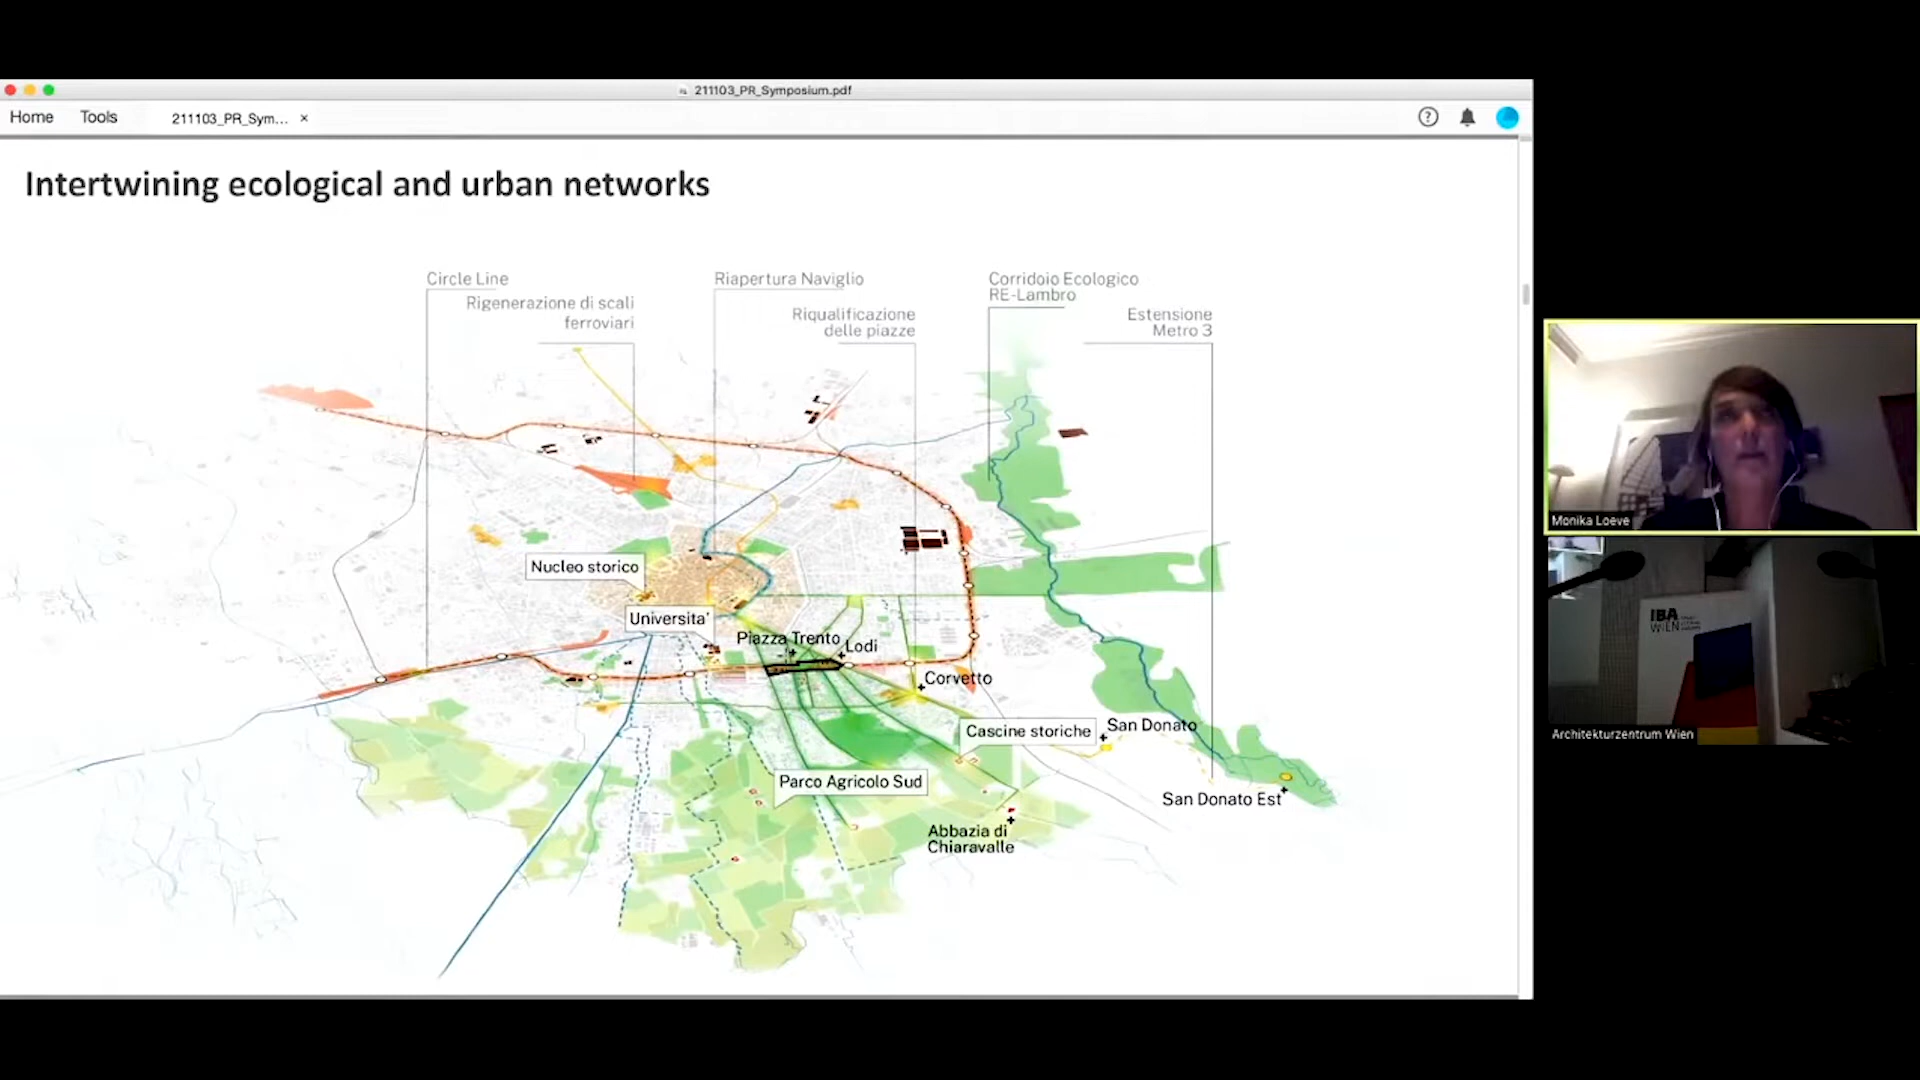 211103_PR_Symposium.pdf
Home
Tools
211103_PR_Sym... ×
Intertwining ecological and urban networks
Circle Line
Rigenerazione di scali
ferroviari
Riapertura Naviglio
Riqualificazione
delle piazze
Corridoio Ecologico
RE-Lambro
Estensione
Metro 3
Nucleo storico
Universita'
Piazza Trento
Lodi
Corvetto
Cascine storiche
San Donato
Parco Agricolo Sud
San Donato Est
Abbazia di
Chiaravalle
Monika Loeve
IBA
WIEN
Architekturzentrum Wien